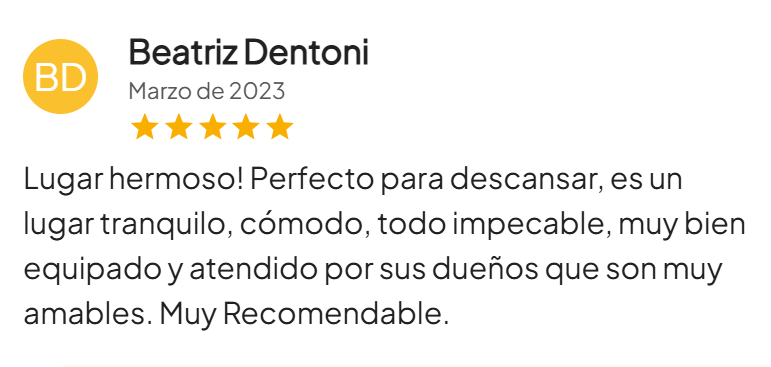 BD
Beatriz Dentoni
Marzo de 2023
Lugar hermoso! Perfecto para descansar, es un
lugar tranquilo, cómodo, todo impecable, muy bien
equipado y atendido por sus dueños que son muy
amables. Muy Recomendable.